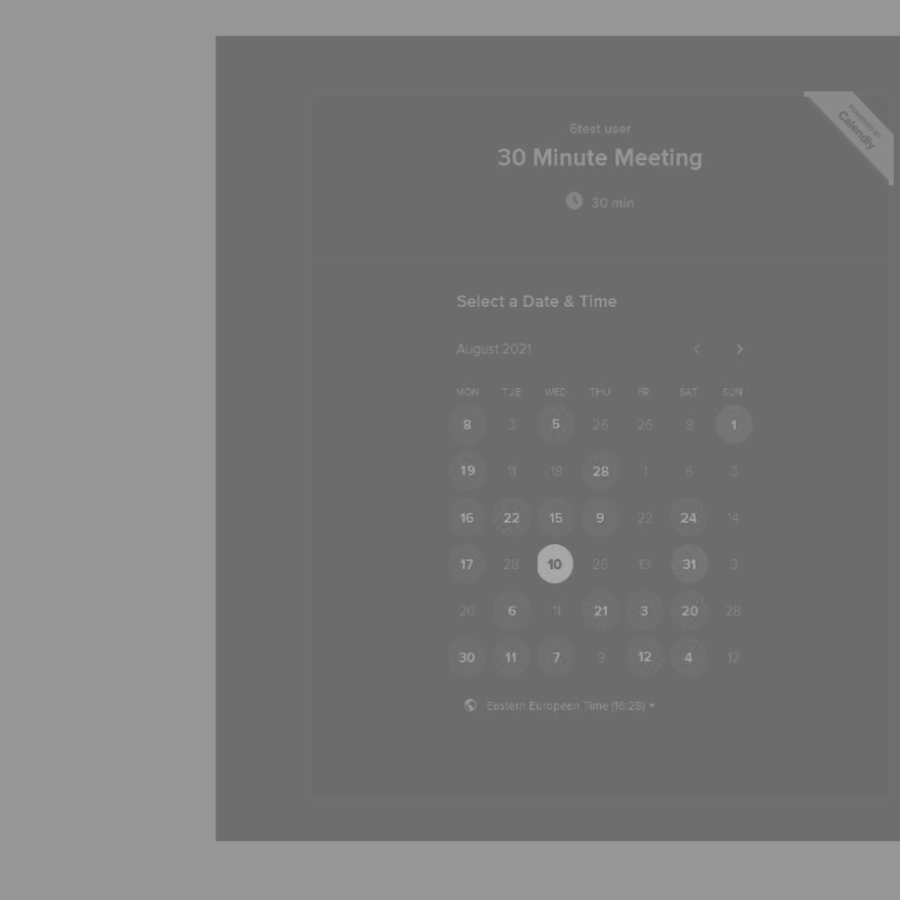 POWERED BY
Calendly
6test user
30 Minute Meeting
30 min
Select a Date & Time
August 2021
MON TUE WED THU FRI SAT SUN
8 3 5 26 26 8 1
19 11 18 28 1 6 3
16 22 15 9 22 24 14
17 28 10 26 13 31 3
20 6 11 21 3 20 28
30 11 7 9 12 4 12
Eastern European Time (16:28)